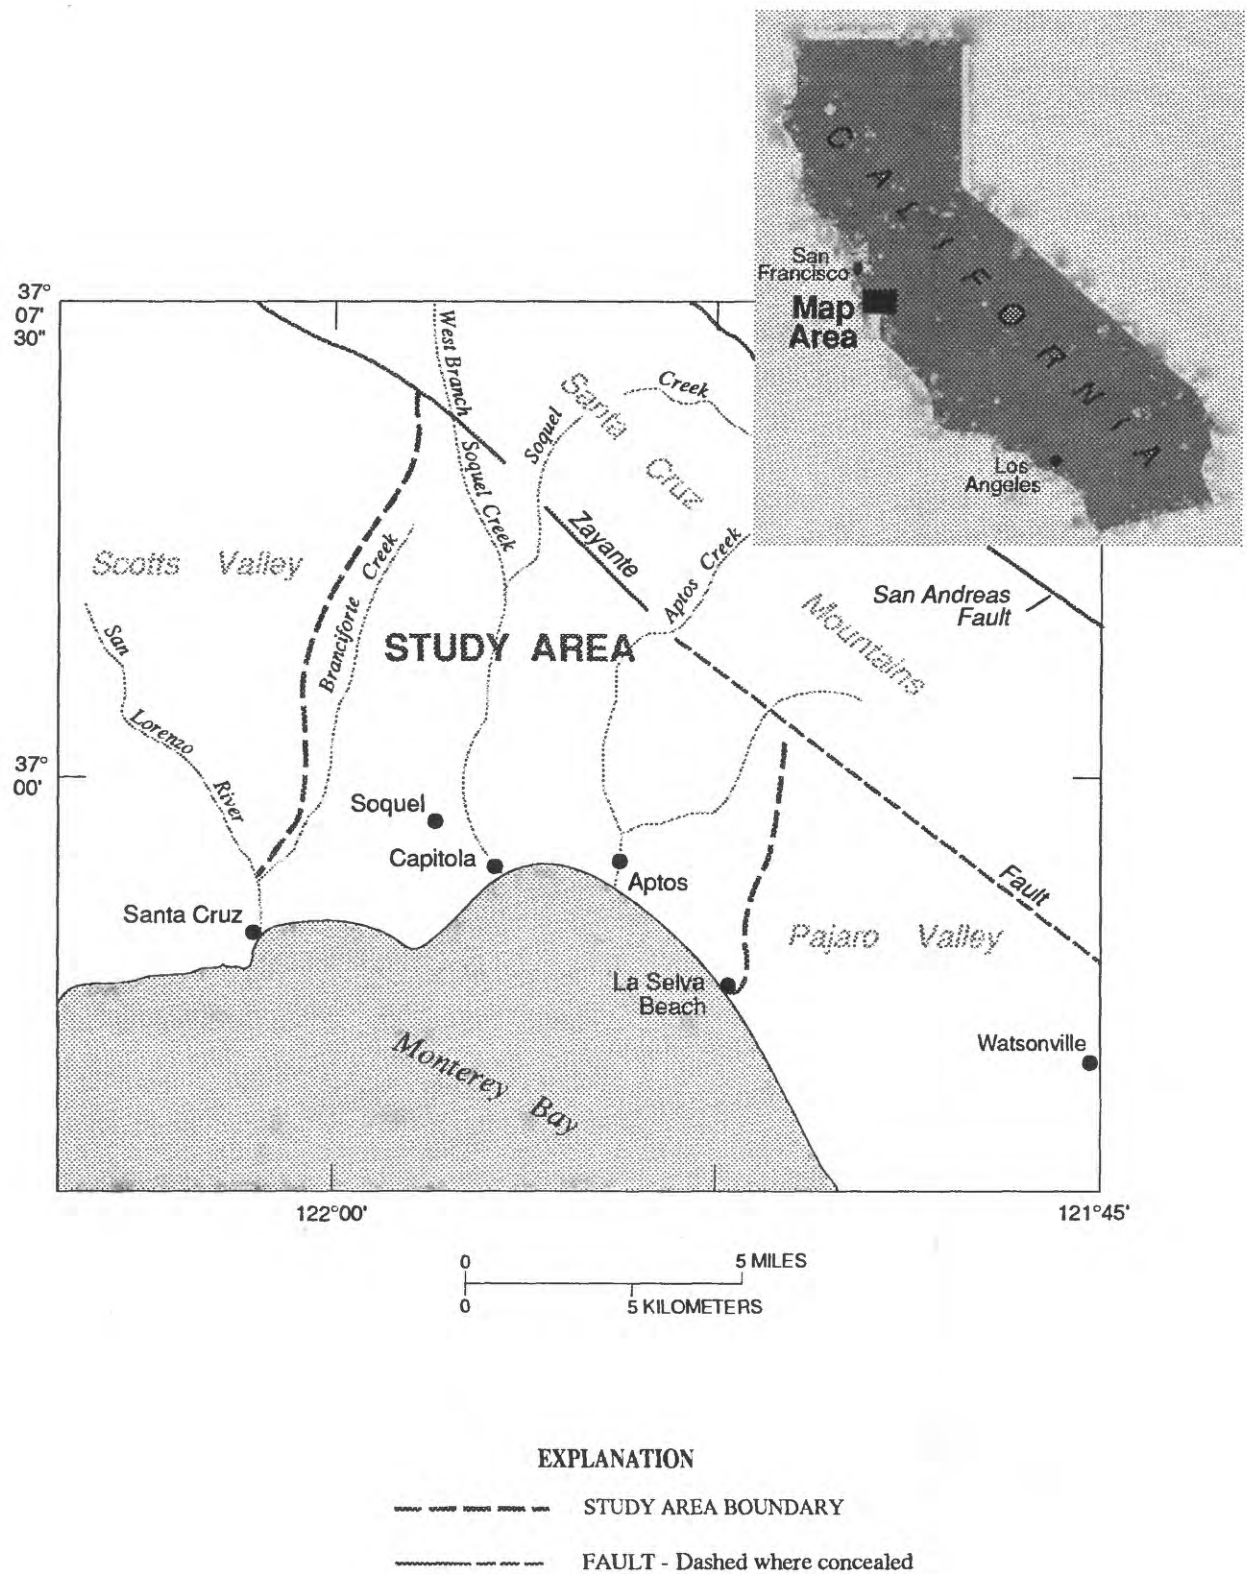 CALIFORNIA
San
Francisco
Map
Area
Los
Angeles
37°
07'
30"
West Branch
Soquel Creek
Soquel
Creek
Santa
Cruz
Mountains
Zayante
Aptos Creek
Scotts Valley
Branciforte Creek
San Andreas
Fault
San
Lorenzo
River
STUDY AREA
37°
00'
Soquel
Capitola
Aptos
Fault
Santa Cruz
Pajaro Valley
La Selva
Beach
Watsonville
Monterey Bay
122°00'
121°45'
0 5 MILES
0 5 KILOMETERS
EXPLANATION
STUDY AREA BOUNDARY
FAULT - Dashed where concealed